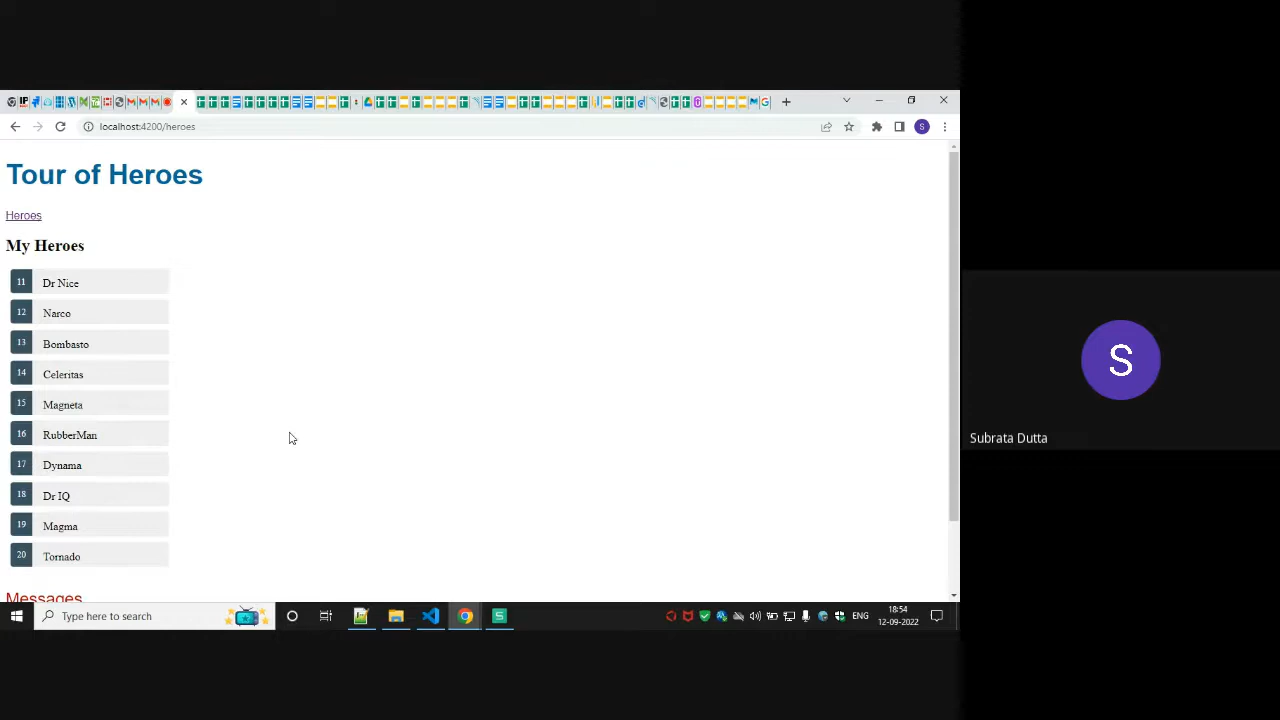 localhost:4200/heroes
S
Tour of Heroes
Heroes
My Heroes
11 Dr Nice
12 Narco
13 Bombasto
14 Celeritas
15 Magneta
16 RubberMan
17 Dynama
18 Dr IQ
19 Magma
20 Tornado
Messages
Type here to search
ENG
18:54
12-09-2022
S
Subrata Dutta